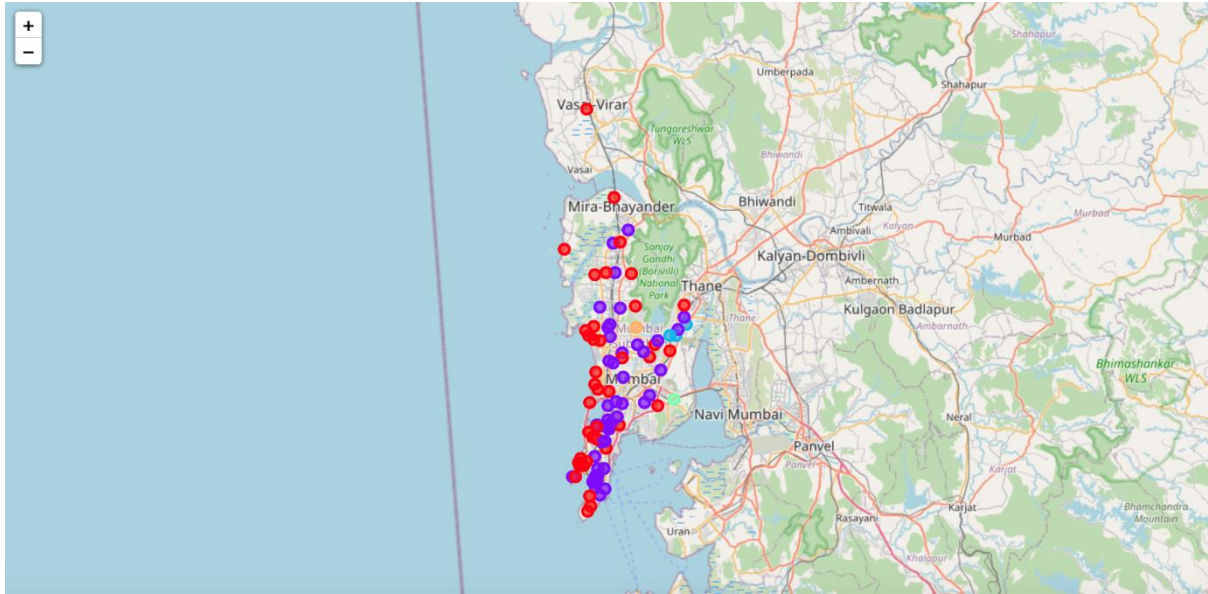 +
−
Shahapur
Umberpada
Shahapur
Vasai-Virar
Tungareshwar
WLS
Bhiwandi
Vasai
Mira-Bhayander
Bhiwandi
Titwala
Murbad
Ambivali
Kalyan
Murbad
Sanjay
Gandhi
(Borivili)
National
Park
Kalyan-Dombivli
Thane
Ambernath
Kulgaon Badlapur
Thane
Ambarnath
Mumbai
Bhimashankar
WLS
Mumbai
Navi Mumbai
Neral
Panvel
Panvel
Karjat
Karjat
Bhamchandra
Mountain
Rasayani
Uran
Khalapur